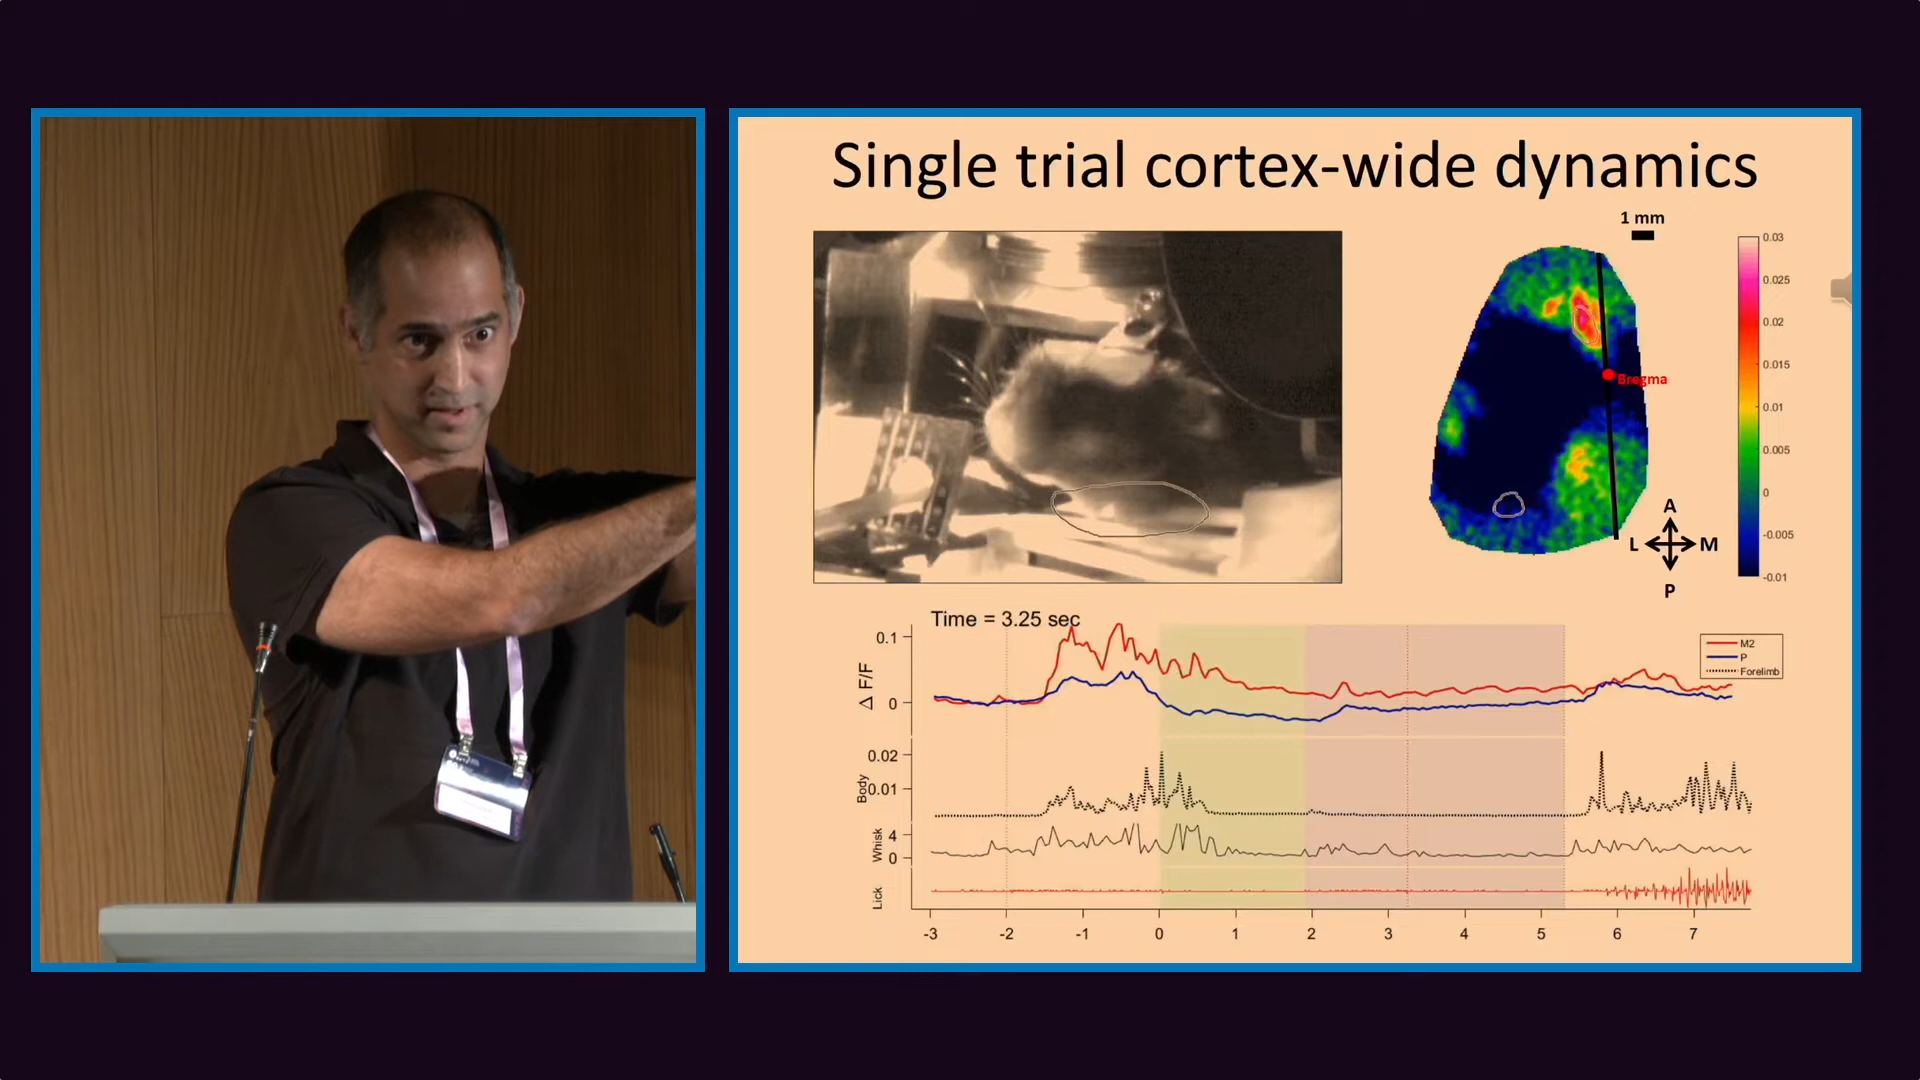 Single trial cortex-wide dynamics
1 mm
0.03
0.025
0.02
0.015
0.01
0.005
0
-0.005
-0.01
Bregma
A
L M
P
Time = 3.25 sec
0.1
0
Δ F/F
M2
P
Forelimb
0.02
0.01
Body
4
0
Whisk
Lick
-3 -2 -1 0 1 2 3 4 5 6 7